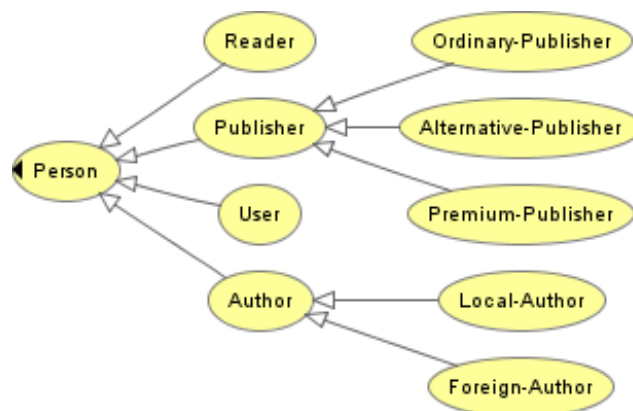 Reader
Ordinary-Publisher
Publisher
Alternative-Publisher
Person
User
Premium-Publisher
Author
Local-Author
Foreign-Author